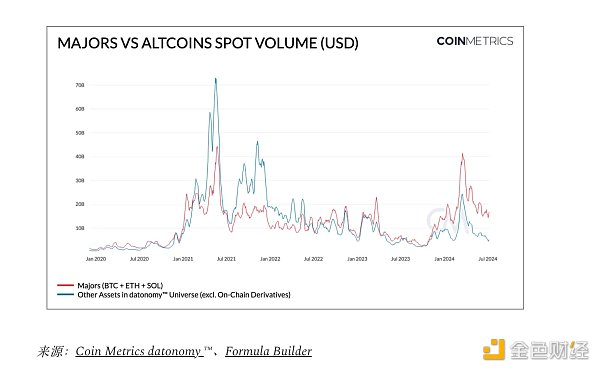 MAJORS VS ALTCOINS SPOT VOLUME (USD)
COINMETRICS
70B
60B
50B
40B
30B
20B
10B
Jan 2020
Jul 2020
Jan 2021
Jul 2021
Jan 2022
Jul 2022
Jan 2023
Jul 2023
Jan 2024
Jul 2024
Majors (BTC + ETH + SOL)
Other Assets in datonomy™ Universe (excl. On-Chain Derivatives)
来源：Coin Metrics datonomy ™、Formula Builder
金色财经